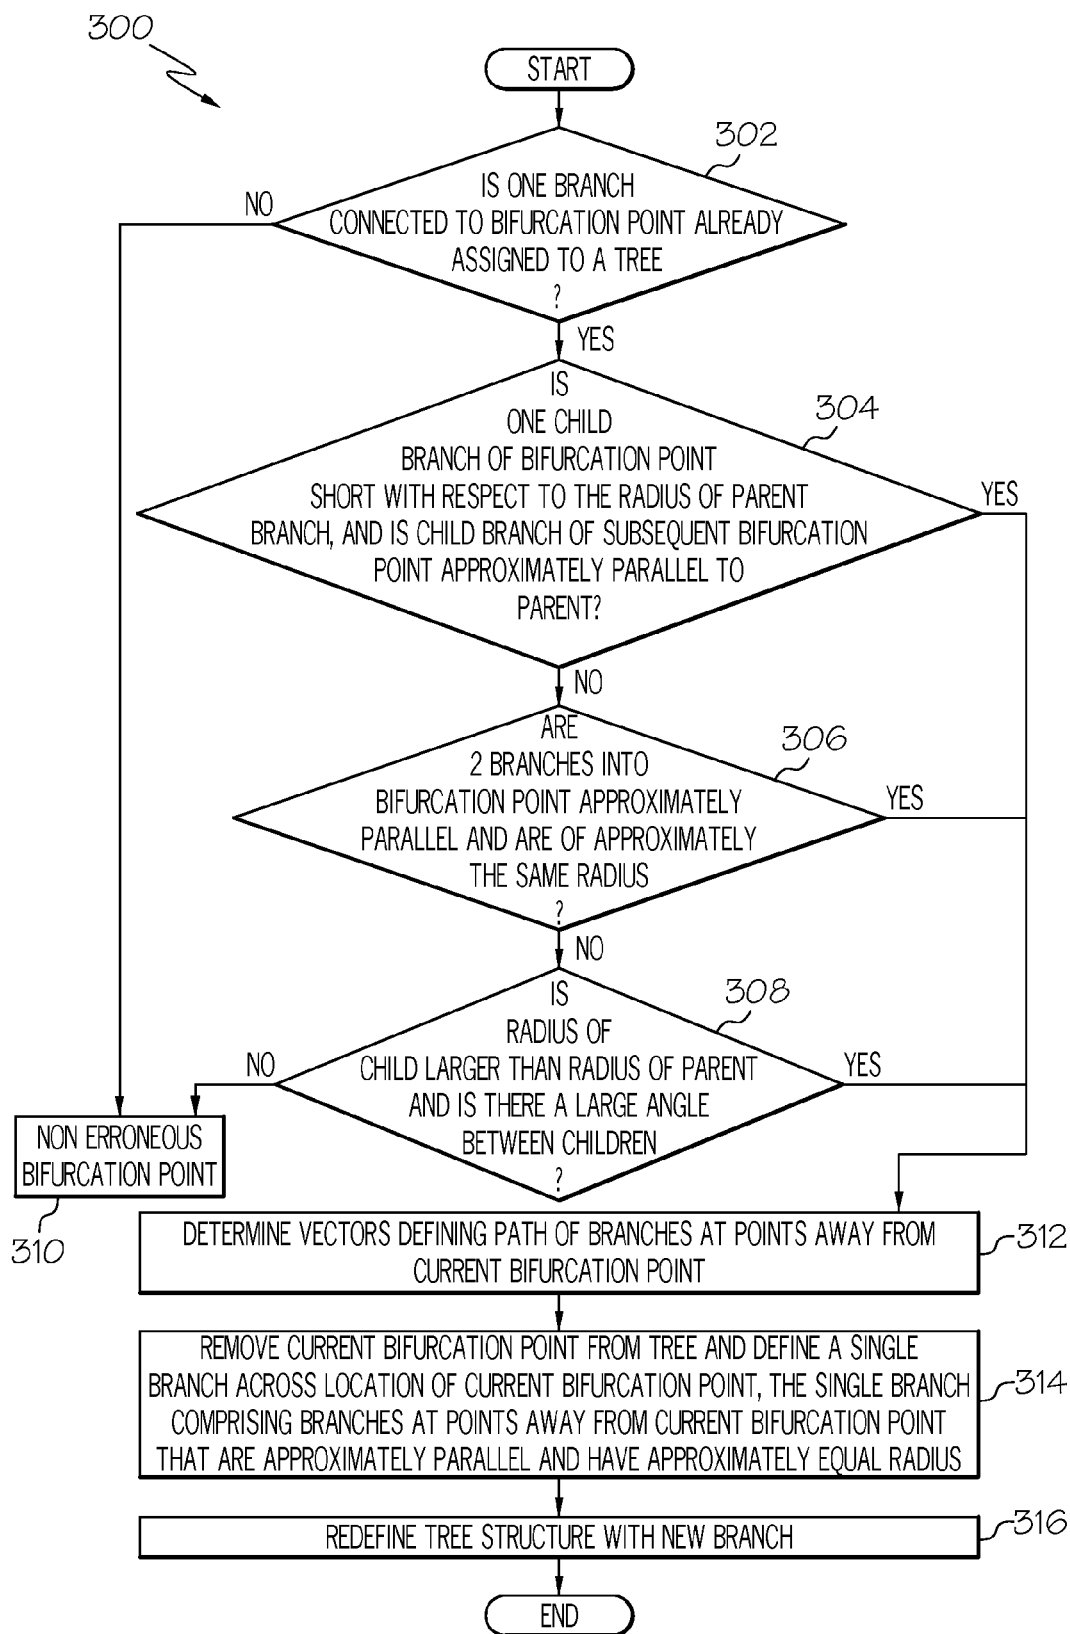 300
START
302
IS ONE BRANCH
CONNECTED TO BIFURCATION POINT ALREADY
ASSIGNED TO A TREE
?
NO
YES
304
IS
ONE CHILD
BRANCH OF BIFURCATION POINT
SHORT WITH RESPECT TO THE RADIUS OF PARENT
BRANCH, AND IS CHILD BRANCH OF SUBSEQUENT BIFURCATION
POINT APPROXIMATELY PARALLEL TO
PARENT?
YES
NO
306
ARE
2 BRANCHES INTO
BIFURCATION POINT APPROXIMATELY
PARALLEL AND ARE OF APPROXIMATELY
THE SAME RADIUS
?
YES
NO
308
IS
RADIUS OF
CHILD LARGER THAN RADIUS OF PARENT
AND IS THERE A LARGE ANGLE
BETWEEN CHILDREN
?
NO
YES
NON ERRONEOUS
BIFURCATION POINT
310
DETERMINE VECTORS DEFINING PATH OF BRANCHES AT POINTS AWAY FROM
CURRENT BIFURCATION POINT
312
REMOVE CURRENT BIFURCATION POINT FROM TREE AND DEFINE A SINGLE
BRANCH ACROSS LOCATION OF CURRENT BIFURCATION POINT, THE SINGLE BRANCH
COMPRISING BRANCHES AT POINTS AWAY FROM CURRENT BIFURCATION POINT
THAT ARE APPROXIMATELY PARALLEL AND HAVE APPROXIMATELY EQUAL RADIUS
314
REDEFINE TREE STRUCTURE WITH NEW BRANCH
316
END